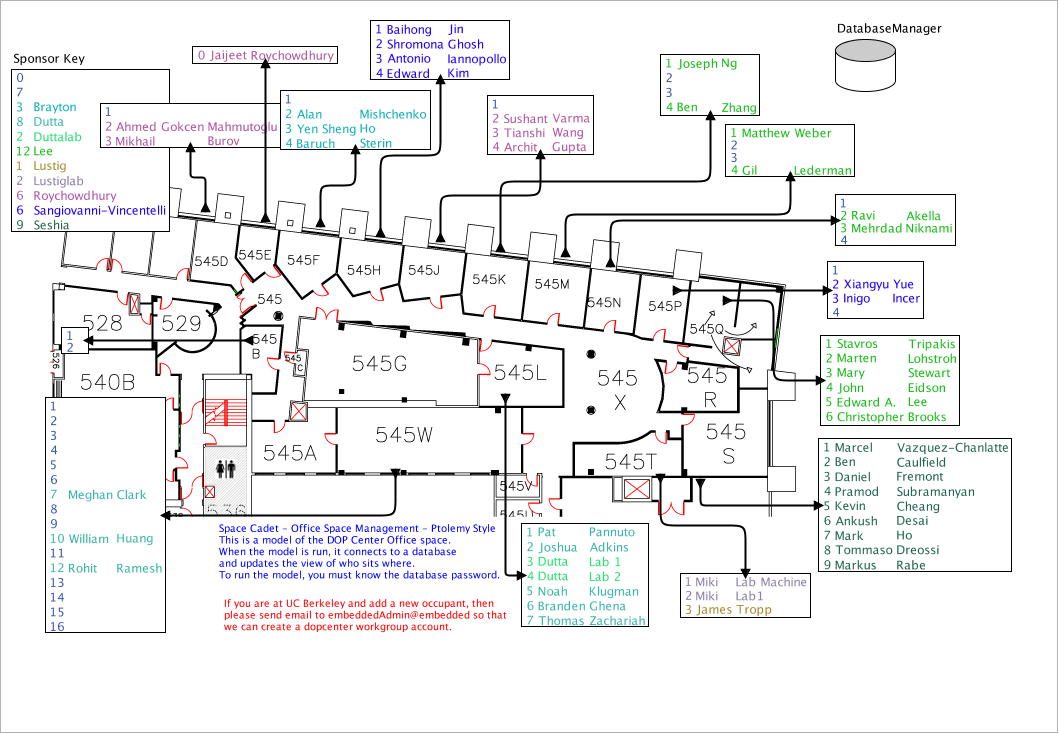 DatabaseManager
Sponsor Key
0
7
3 Brayton
8 Dutta
2 Duttalab
12 Lee
1 Lustig
2 Lustiglab
6 Roychowdhury
6 Sangiovanni-Vincentelli
9 Seshia
0 Jaijeet Roychowdhury
1 Baihong Jin
2 Shromona Ghosh
3 Antonio Iannopollo
4 Edward Kim
1
2 Ahmed Gokcen Mahmutoglu
3 Mikhail Burov
1
2 Alan Mishchenko
3 Yen Sheng Ho
4 Baruch Sterin
1
2 Sushant Varma
3 Tianshi Wang
4 Archit Gupta
1 Joseph Ng
2
3
4 Ben Zhang
1 Matthew Weber
2
3
4 Gil Lederman
1
2 Ravi Akella
3 Mehrdad Niknami
4
1
2 Xiangyu Yue
3 Inigo Incer
4
1 Stavros Tripakis
2 Marten Lohstroh
3 Mary Stewart
4 John Eidson
5 Edward A. Lee
6 Christopher Brooks
1 Marcel Vazquez-Chanlatte
2 Ben Caulfield
3 Daniel Fremont
4 Pramod Subramanyan
5 Kevin Cheang
6 Ankush Desai
7 Mark Ho
8 Tommaso Dreossi
9 Markus Rabe
545D
545E
545F
545H
545J
545K
545M
545N
545P
545Q
528
529
545
545
B
545
C
545G
545L
545
X
545
R
545
S
526
540B
545A
545W
545T
545V
1
2
1
2
3
4
5
6
7 Meghan Clark
8
9
10 William Huang
11
12 Rohit Ramesh
13
14
15
16
Space Cadet - Office Space Management - Ptolemy Style
This is a model of the DOP Center Office space.
When the model is run, it connects to a database
and updates the view of who sits where.
To run the model, you must know the database password.
If you are at UC Berkeley and add a new occupant, then
please send email to embeddedAdmin@embedded so that
we can create a dopcenter workgroup account.
1 Pat Pannuto
2 Joshua Adkins
3 Dutta Lab 1
4 Dutta Lab 2
5 Noah Klugman
6 Branden Ghena
7 Thomas Zachariah
1 Miki Lab Machine
2 Miki Lab1
3 James Tropp